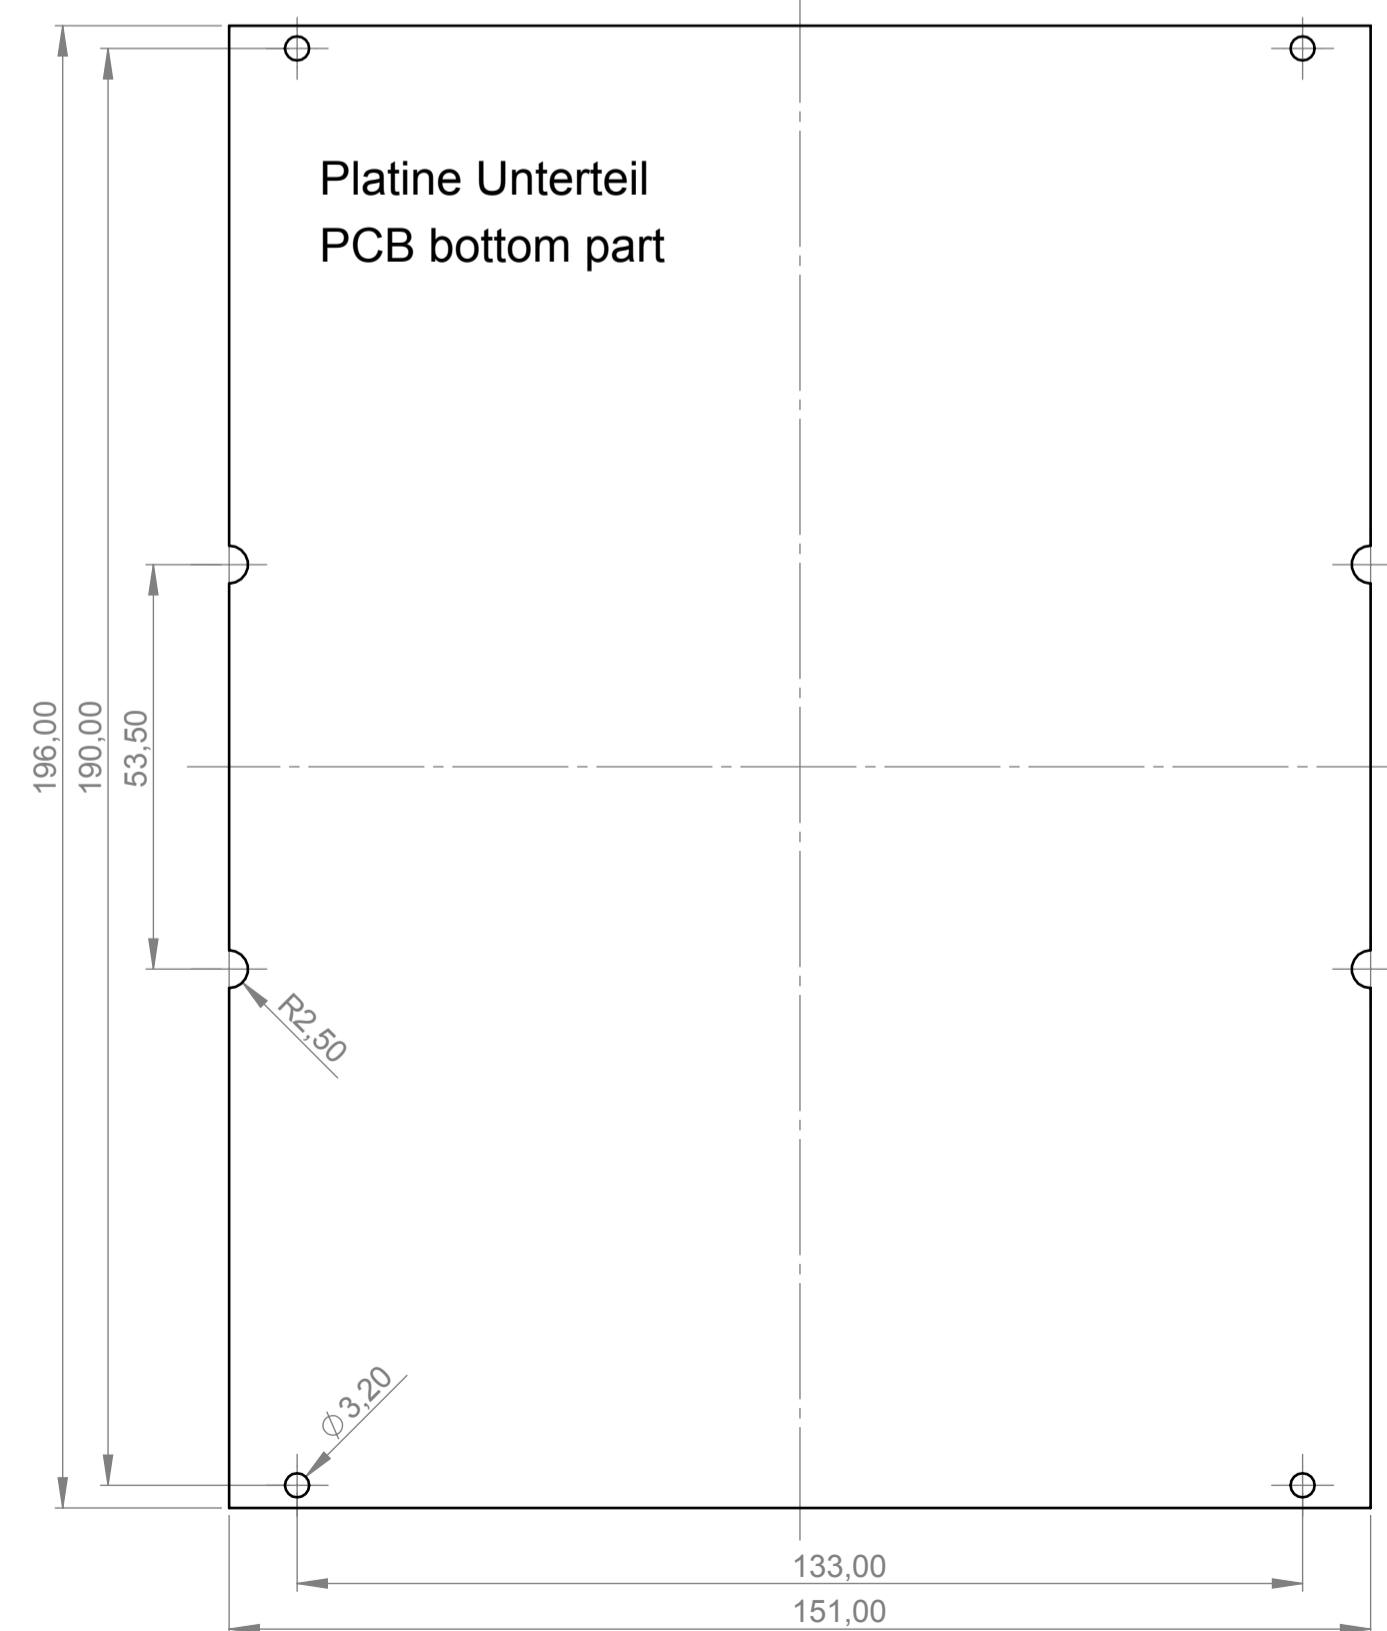 Platine Unterteil
PCB bottom part
196,00
190,00
53,50
R2,50
⌀3,20
133,00
151,00